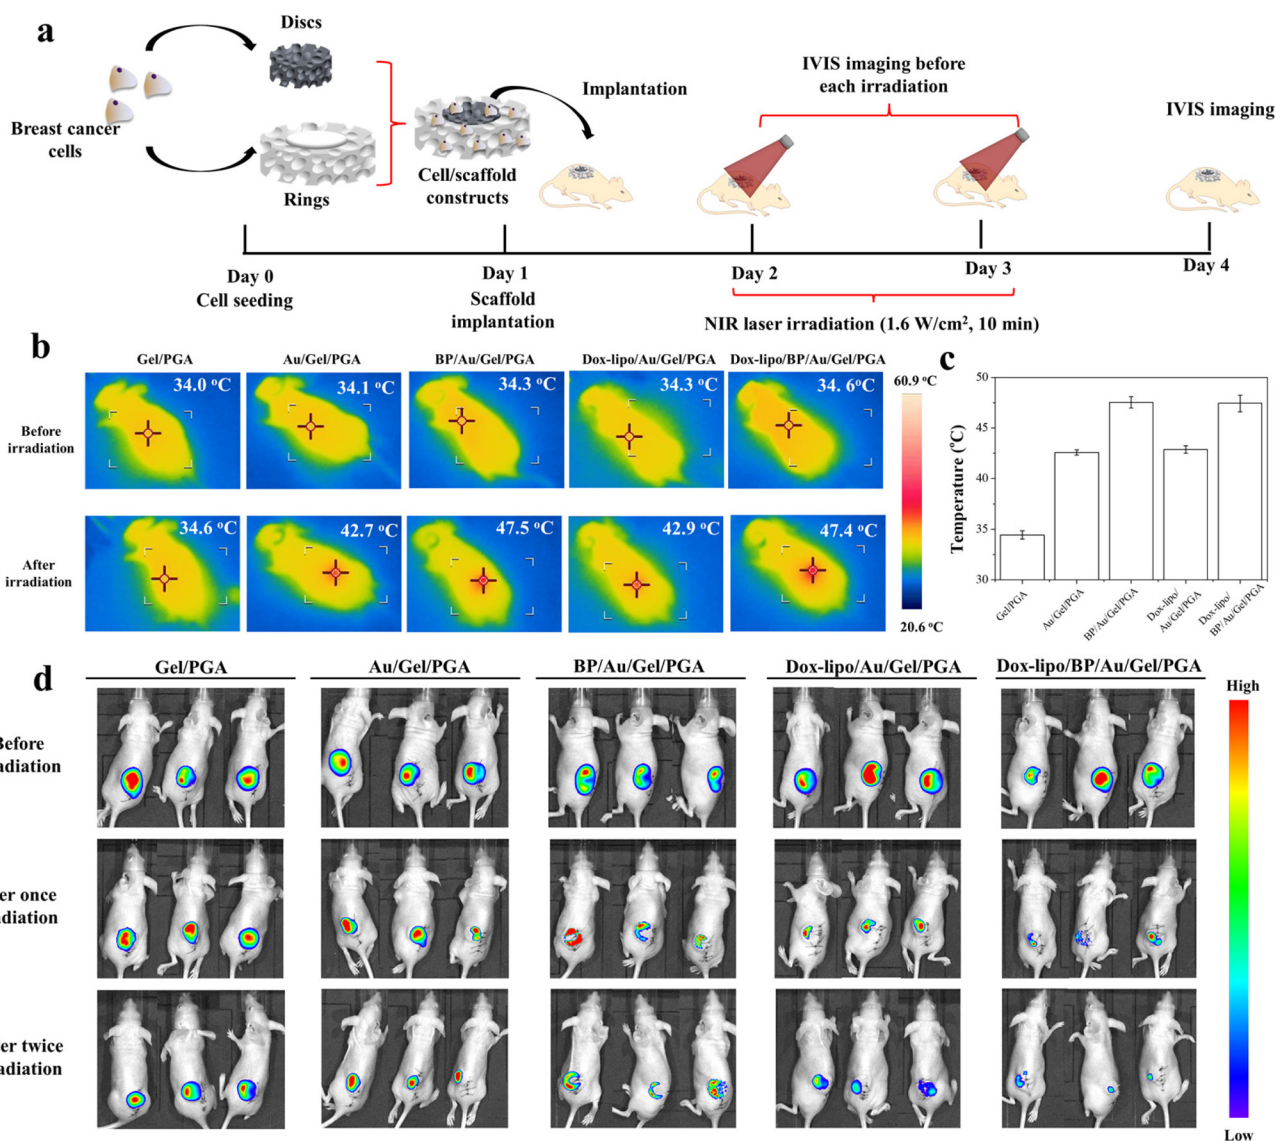 a
Discs
Breast cancer
cells
Rings
Cell/scaffold
constructs
Implantation
IVIS imaging before
each irradiation
IVIS imaging
Day 0
Cell seeding
Day 1
Scaffold
implantation
Day 2
Day 3
Day 4
NIR laser irradiation (1.6 W/cm², 10 min)
b
Gel/PGA
Au/Gel/PGA
BP/Au/Gel/PGA
Dox-lipo/Au/Gel/PGA
Dox-lipo/BP/Au/Gel/PGA
Before
irradiation
34.0 °C
34.1 °C
34.3 °C
34.3 °C
34. 6°C
After
irradiation
34.6 °C
42.7 °C
47.5 °C
42.9 °C
47.4 °C
60.9 °C
20.6 °C
c
Temperature (°C)
50
45
40
35
30
Gel/PGA
Au/Gel/PGA
BP/Au/Gel/PGA
Dox-lipo/
Au/Gel/PGA
Dox-lipo/
BP/Au/Gel/PGA
d
Gel/PGA
Au/Gel/PGA
BP/Au/Gel/PGA
Dox-lipo/Au/Gel/PGA
Dox-lipo/BP/Au/Gel/PGA
Before
adiation
er once
adiation
er twice
adiation
High
Low